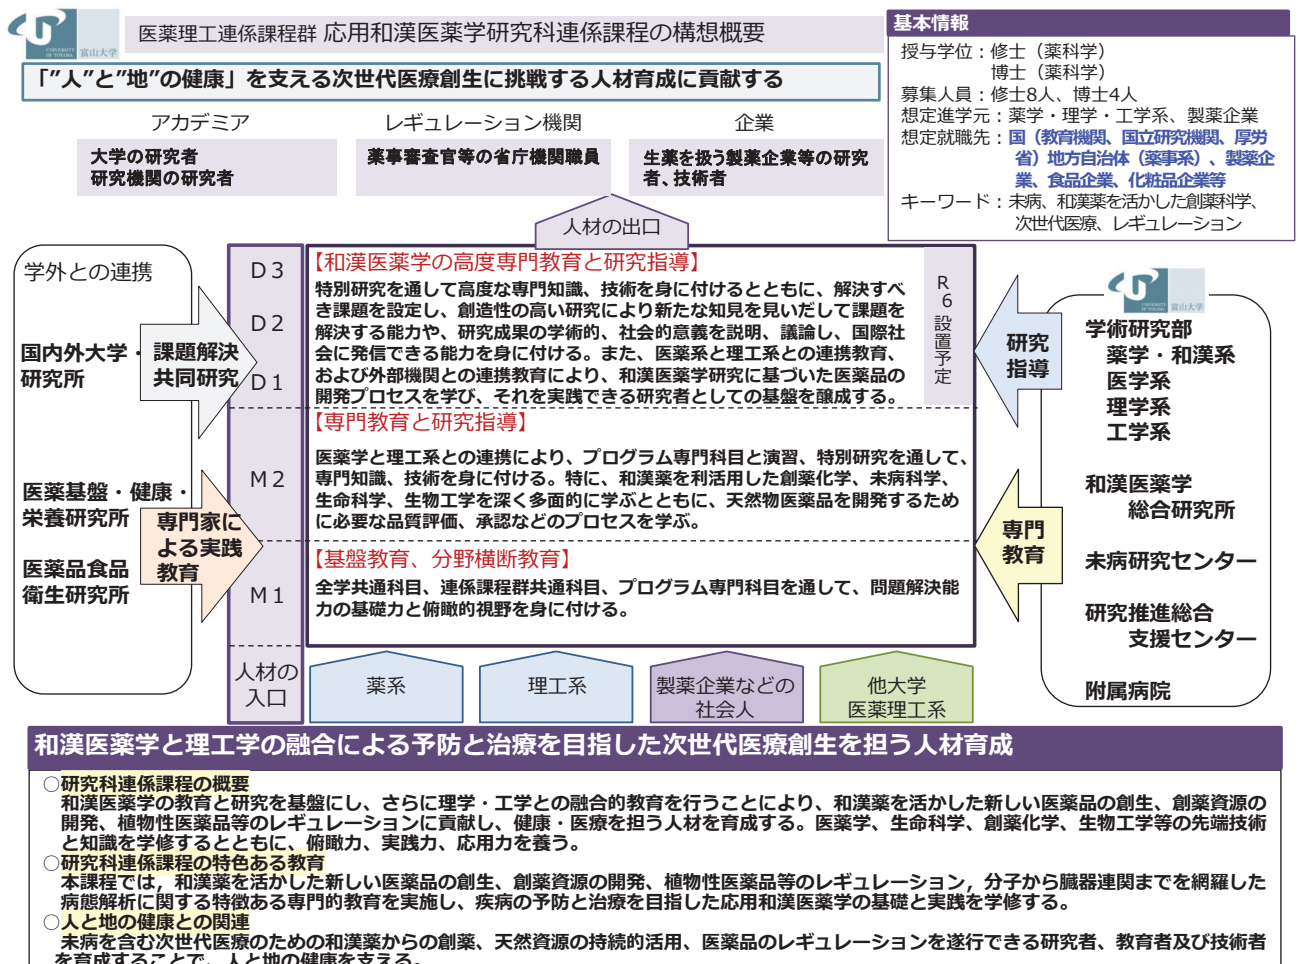 富山大学
医薬理工連係課程群 応用和漢医薬学研究科連係課程の構想概要
「”人”と”地”の健康」を支える次世代医療創生に挑戦する人材育成に貢献する
基本情報
授与学位：修士（薬科学）
博士（薬科学）
募集人員：修士8人、博士4人
想定進学元：薬学・理学・工学系、製薬企業
想定就職先：国（教育機関、国立研究機関、厚労
省）地方自治体（薬事系）、製薬企
業、食品企業、化粧品企業等
キーワード：未病、和漢薬を活かした創薬科学、
次世代医療、レギュレーション
アカデミア
大学の研究者
研究機関の研究者
レギュレーション機関
薬事審査官等の省庁機関職員
企業
生薬を扱う製薬企業等の研究
者、技術者
人材の出口
学外との連携
国内外大学・
研究所
医薬基盤・健康・
栄養研究所
医薬品食品
衛生研究所
課題解決
共同研究
専門家に
よる実践
教育
D 3
D 2
D 1
M 2
M 1
人材の
入口
【和漢医薬学の高度専門教育と研究指導】
特別研究を通して高度な専門知識、技術を身に付けるとともに、解決すべ
き課題を設定し、創造性の高い研究により新たな知見を見いだして課題を
解決する能力や、研究成果の学術的、社会的意義を説明、議論し、国際社
会に発信できる能力を身に付ける。また、医薬系と理工系との連携教育、
および外部機関との連携教育により、和漢医薬学研究に基づいた医薬品の
開発プロセスを学び、それを実践できる研究者としての基盤を醸成する。
R6設置予定
【専門教育と研究指導】
医薬学と理工系との連携により、プログラム専門科目と演習、特別研究を通して、
専門知識、技術を身に付ける。特に、和漢薬を利活用した創薬化学、未病科学、
生命科学、生物工学を深く多面的に学ぶとともに、天然物医薬品を開発するため
に必要な品質評価、承認などのプロセスを学ぶ。
【基盤教育、分野横断教育】
全学共通科目、連係課程群共通科目、プログラム専門科目を通して、問題解決能
力の基礎力と俯瞰的視野を身に付ける。
薬系
理工系
製薬企業などの
社会人
他大学
医薬理工系
研究
指導
専門
教育
富山大学
学術研究部
薬学・和漢系
医学系
理学系
工学系
和漢医薬学
総合研究所
未病研究センター
研究推進総合
支援センター
附属病院
和漢医薬学と理工学の融合による予防と治療を目指した次世代医療創生を担う人材育成
○研究科連係課程の概要
和漢医薬学の教育と研究を基盤にし、さらに理学・工学との融合的教育を行うことにより、和漢薬を活かした新しい医薬品の創生、創薬資源の
開発、植物性医薬品等のレギュレーションに貢献し、健康・医療を担う人材を育成する。医薬学、生命科学、創薬化学、生物工学等の先端技術
と知識を学修するとともに、俯瞰力、実践力、応用力を養う。
○研究科連係課程の特色ある教育
本課程では，和漢薬を活かした新しい医薬品の創生、創薬資源の開発、植物性医薬品等のレギュレーション，分子から臓器連関までを網羅した
病態解析に関する特徴ある専門的教育を実施し、疾病の予防と治療を目指した応用和漢医薬学の基礎と実践を学修する。
○人と地の健康との関連
未病を含む次世代医療のための和漢薬からの創薬、天然資源の持続的活用、医薬品のレギュレーションを遂行できる研究者、教育者及び技術者
を育成することで、人と地の健康を支える。